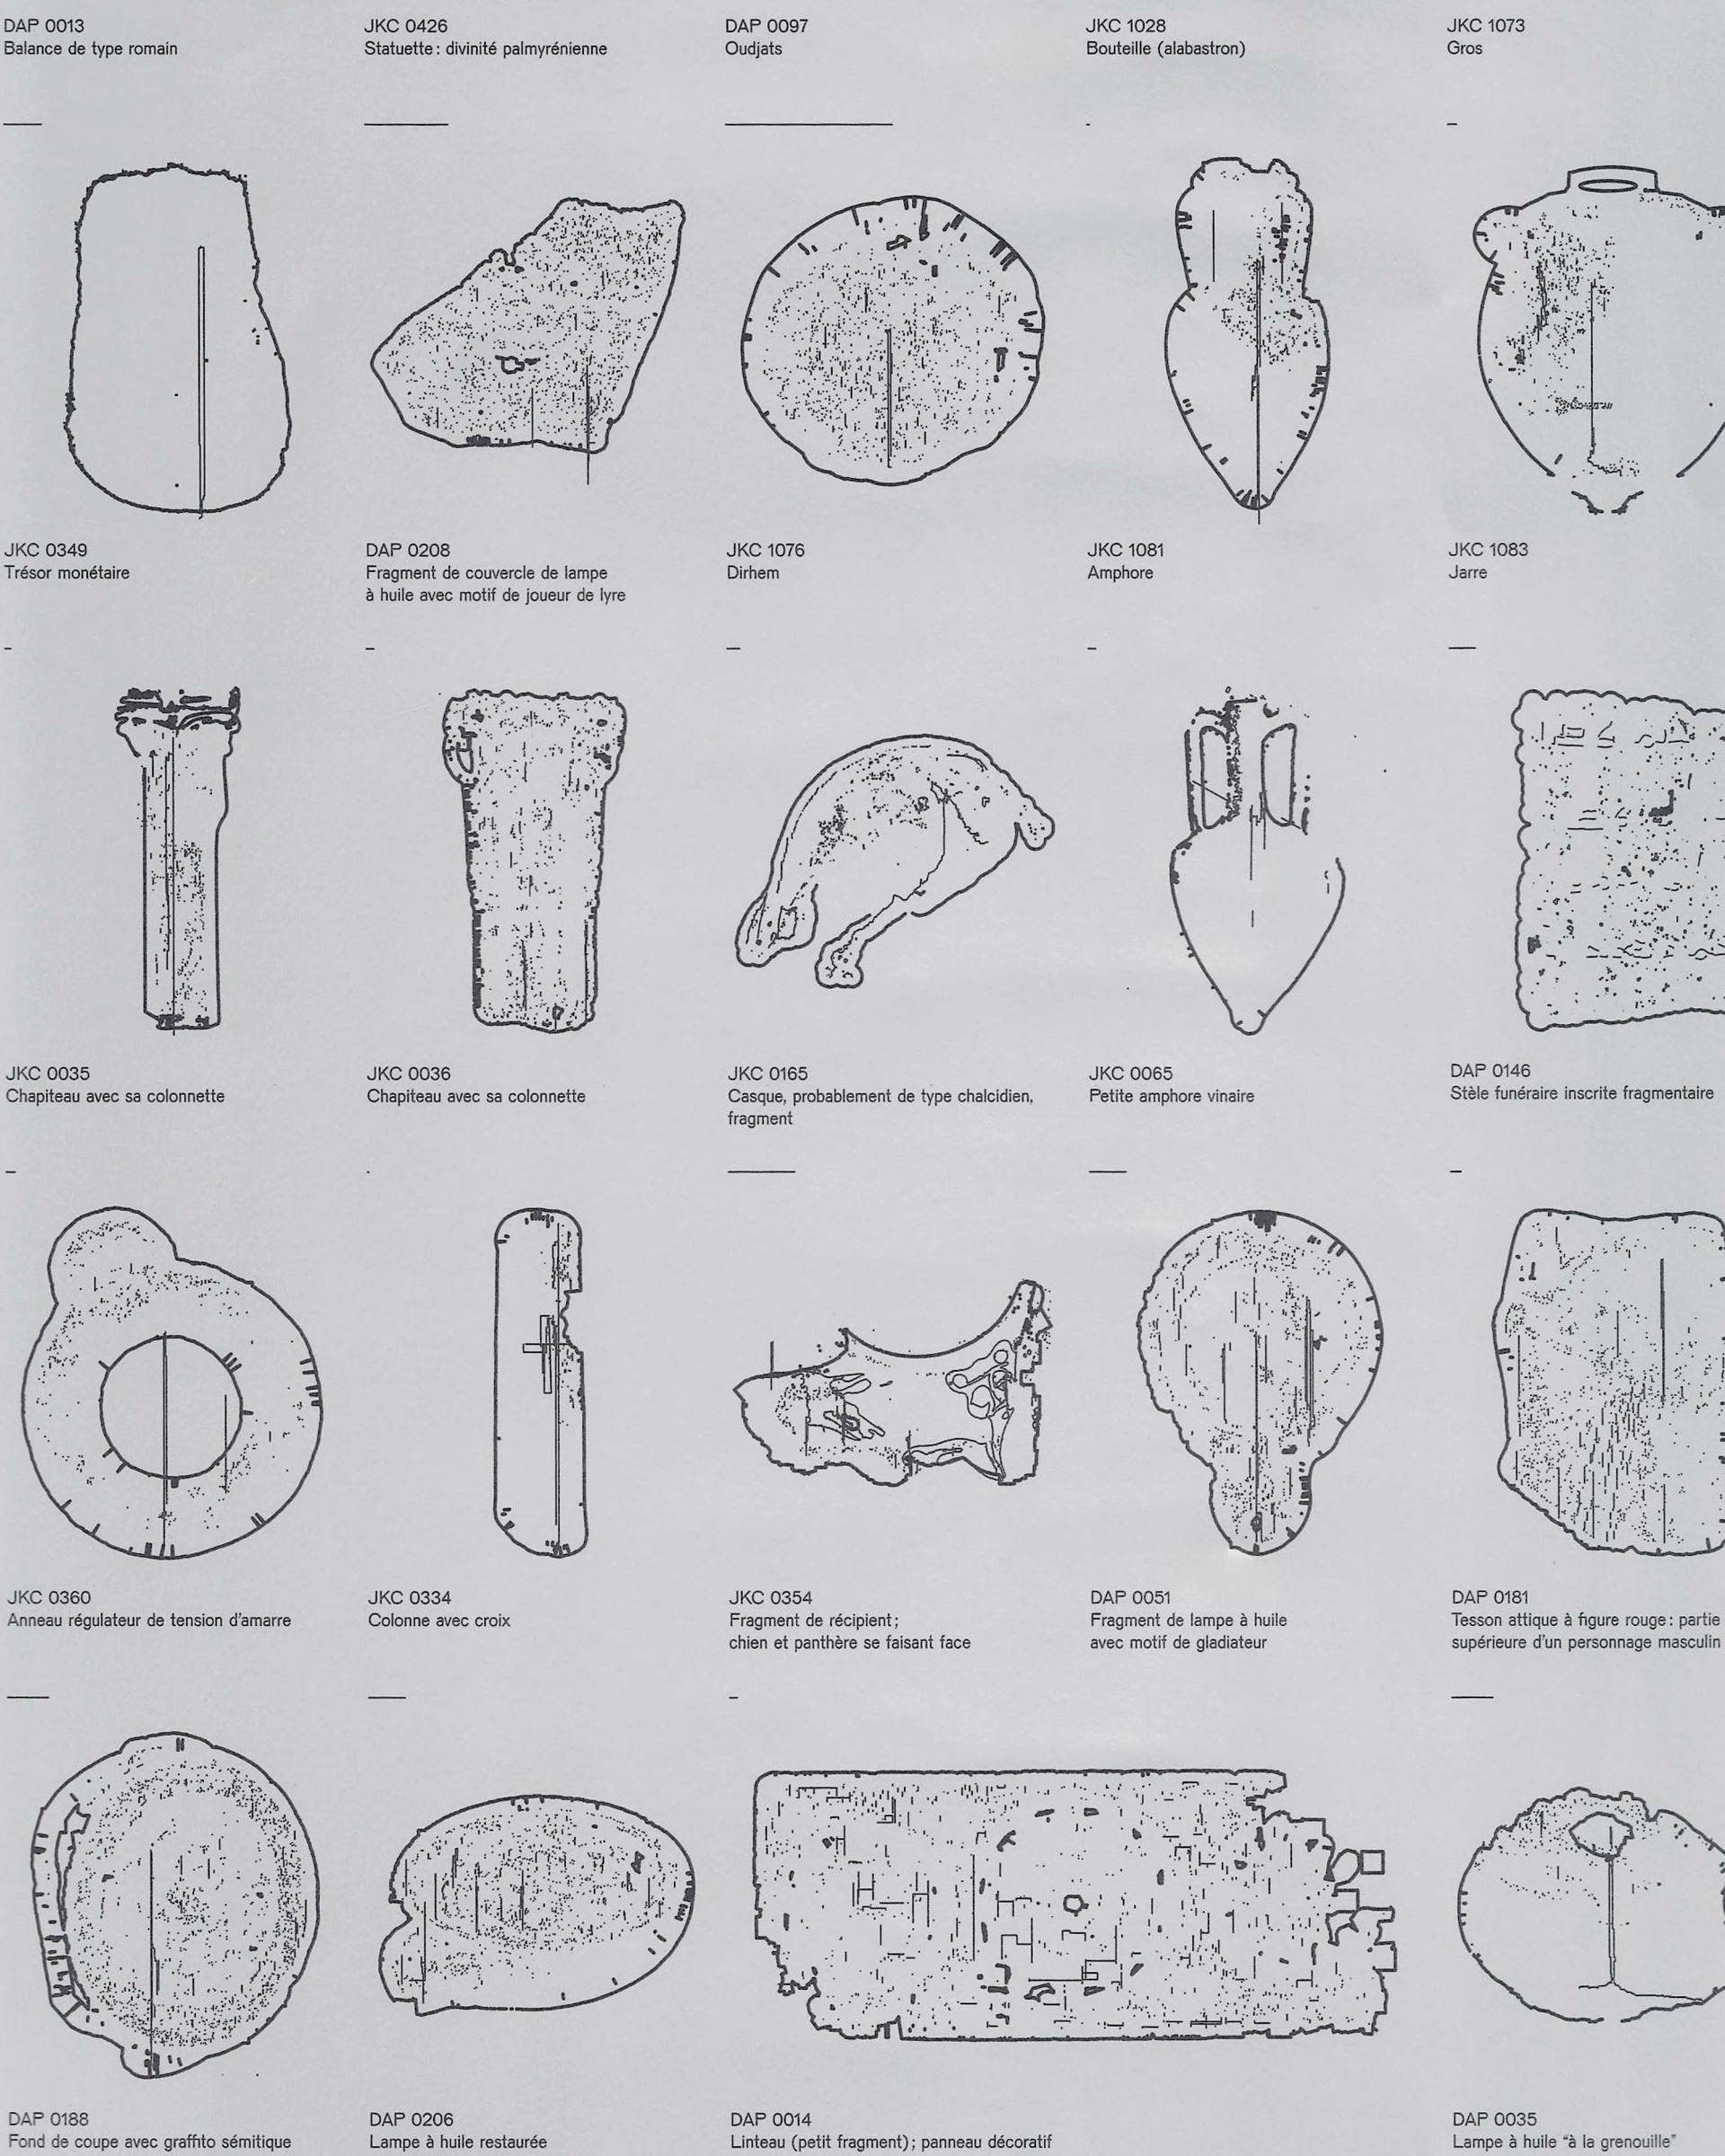 DAP 0013
Balance de type romain
JKC 0426
Statuette : divinité palmyrénienne
DAP 0097
Oudjats
JKC 1028
Bouteille (alabastron)
JKC 1073
Gros
JKC 0349
Trésor monétaire
DAP 0208
Fragment de couvercle de lampe
à huile avec motif de joueur de lyre
JKC 1076
Dirhem
JKC 1081
Amphore
JKC 1083
Jarre
JKC 0035
Chapiteau avec sa colonnette
JKC 0036
Chapiteau avec sa colonnette
JKC 0165
Casque, probablement de type chalcidien,
fragment
JKC 0065
Petite amphore vinaire
DAP 0146
Stèle funéraire inscrite fragmentaire
JKC 0360
Anneau régulateur de tension d’amarre
JKC 0334
Colonne avec croix
JKC 0354
Fragment de récipient ;
chien et panthère se faisant face
DAP 0051
Fragment de lampe à huile
avec motif de gladiateur
DAP 0181
Tesson attique à figure rouge : partie
supérieure d’un personnage masculin
DAP 0188
Fond de coupe avec graffito sémitique
DAP 0206
Lampe à huile restaurée
DAP 0014
Linteau (petit fragment) ; panneau décoratif
DAP 0035
Lampe à huile “à la grenouille”